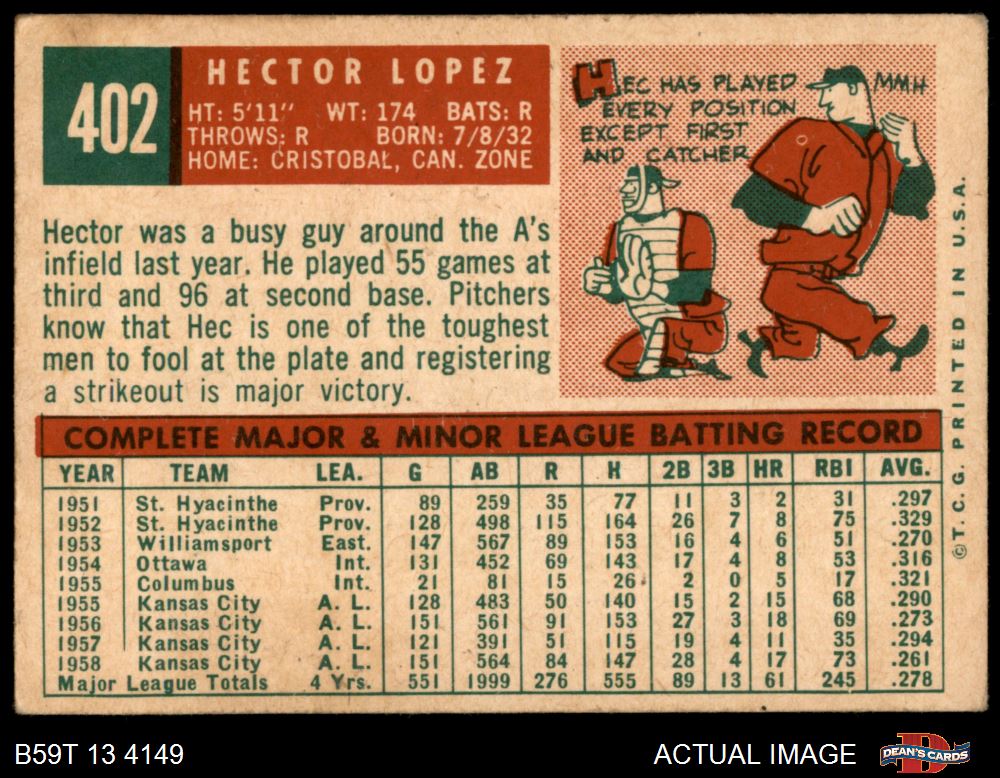 402
HECTOR LOPEZ
HT: 5'11" WT: 174 BATS: R
THROWS: R BORN: 7/8/32
HOME: CRISTOBAL, CAN. ZONE
HEC HAS PLAYED
EVERY POSITION
EXCEPT FIRST
AND CATCHER
MMH
Hector was a busy guy around the A's
infield last year. He played 55 games at
third and 96 at second base. Pitchers
know that Hec is one of the toughest
men to fool at the plate and registering
a strikeout is major victory.
COMPLETE MAJOR & MINOR LEAGUE BATTING RECORD
YEAR TEAM LEA. G AB R H 2B 3B HR RBI AVG.
1951 St. Hyacinthe Prov. 89 259 35 77 11 3 2 31 .297
1952 St. Hyacinthe Prov. 128 498 115 164 26 7 8 75 .329
1953 Williamsport East. 147 567 89 153 16 4 6 51 .270
1954 Ottawa Int. 131 452 69 143 17 4 8 53 .316
1955 Columbus Int. 21 81 15 26 2 0 5 17 .321
1955 Kansas City A. L. 128 483 50 140 15 2 15 68 .290
1956 Kansas City A. L. 151 561 91 153 27 3 18 69 .273
1957 Kansas City A. L. 121 391 51 115 19 4 11 35 .294
1958 Kansas City A. L. 151 564 84 147 28 4 17 73 .261
Major League Totals 4 Yrs. 551 1999 276 555 89 13 61 245 .278
©T. C. G. PRINTED IN U.S.A.
B59T 13 4149
ACTUAL IMAGE
DEAN'S CARDS